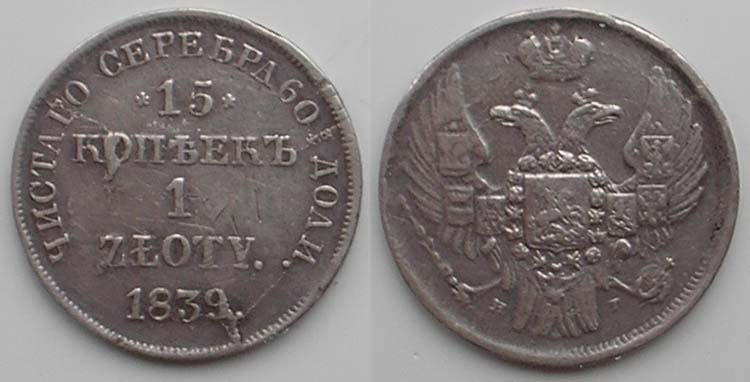 ЧИСТАГО СЕРЕБРА 60 ДОЛИ.
15
КОПѢЕКЪ
1
ZŁOTY.
1839.
Н Г